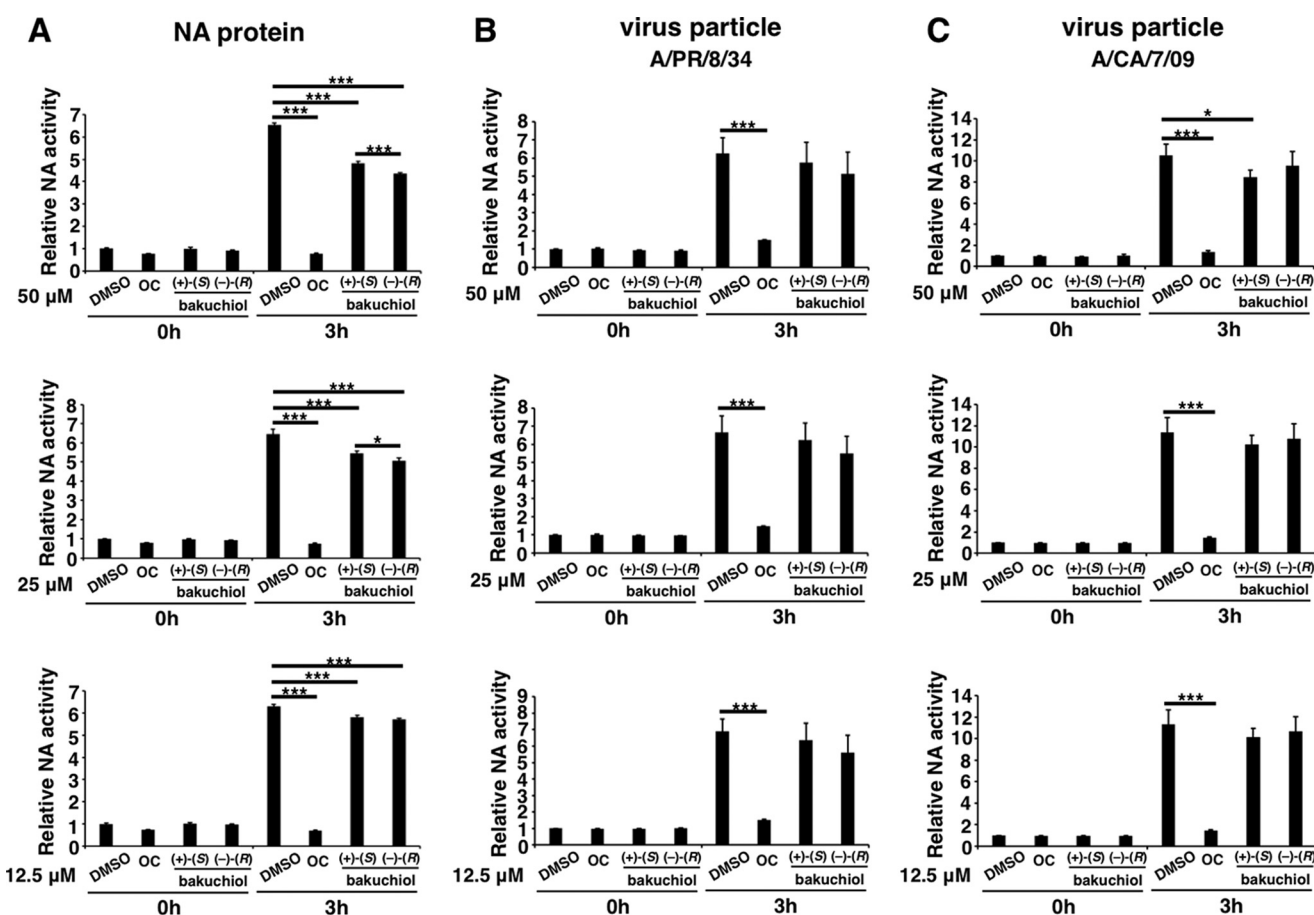 A
NA protein
B
virus particle
A/PR/8/34
C
virus particle
A/CA/7/09
Relative NA activity
7
6
5
4
3
2
1
0
***
***
***
***
50 µM
DMSO
OC
(+)-(S)
(−)-(R)
bakuchiol
0h
DMSO
OC
(+)-(S)
(−)-(R)
bakuchiol
3h
Relative NA activity
8
7
6
5
4
3
2
1
0
***
50 µM
DMSO
OC
(+)-(S)
(−)-(R)
bakuchiol
0h
DMSO
OC
(+)-(S)
(−)-(R)
bakuchiol
3h
Relative NA activity
14
12
10
8
6
4
2
0
*
***
50 µM
DMSO
OC
(+)-(S)
(−)-(R)
bakuchiol
0h
DMSO
OC
(+)-(S)
(−)-(R)
bakuchiol
3h
Relative NA activity
8
7
6
5
4
3
2
1
0
***
***
***
*
25 µM
DMSO
OC
(+)-(S)
(−)-(R)
bakuchiol
0h
DMSO
OC
(+)-(S)
(−)-(R)
bakuchiol
3h
Relative NA activity
8
7
6
5
4
3
2
1
0
***
25 µM
DMSO
OC
(+)-(S)
(−)-(R)
bakuchiol
0h
DMSO
OC
(+)-(S)
(−)-(R)
bakuchiol
3h
Relative NA activity
14
12
10
8
6
4
2
0
***
25 µM
DMSO
OC
(+)-(S)
(−)-(R)
bakuchiol
0h
DMSO
OC
(+)-(S)
(−)-(R)
bakuchiol
3h
Relative NA activity
7
6
5
4
3
2
1
0
***
***
***
12.5 µM
DMSO
OC
(+)-(S)
(−)-(R)
bakuchiol
0h
DMSO
OC
(+)-(S)
(−)-(R)
bakuchiol
3h
Relative NA activity
9
8
7
6
5
4
3
2
1
0
***
12.5 µM
DMSO
OC
(+)-(S)
(−)-(R)
bakuchiol
0h
DMSO
OC
(+)-(S)
(−)-(R)
bakuchiol
3h
Relative NA activity
14
12
10
8
6
4
2
0
***
12.5 µM
DMSO
OC
(+)-(S)
(−)-(R)
bakuchiol
0h
DMSO
OC
(+)-(S)
(−)-(R)
bakuchiol
3h